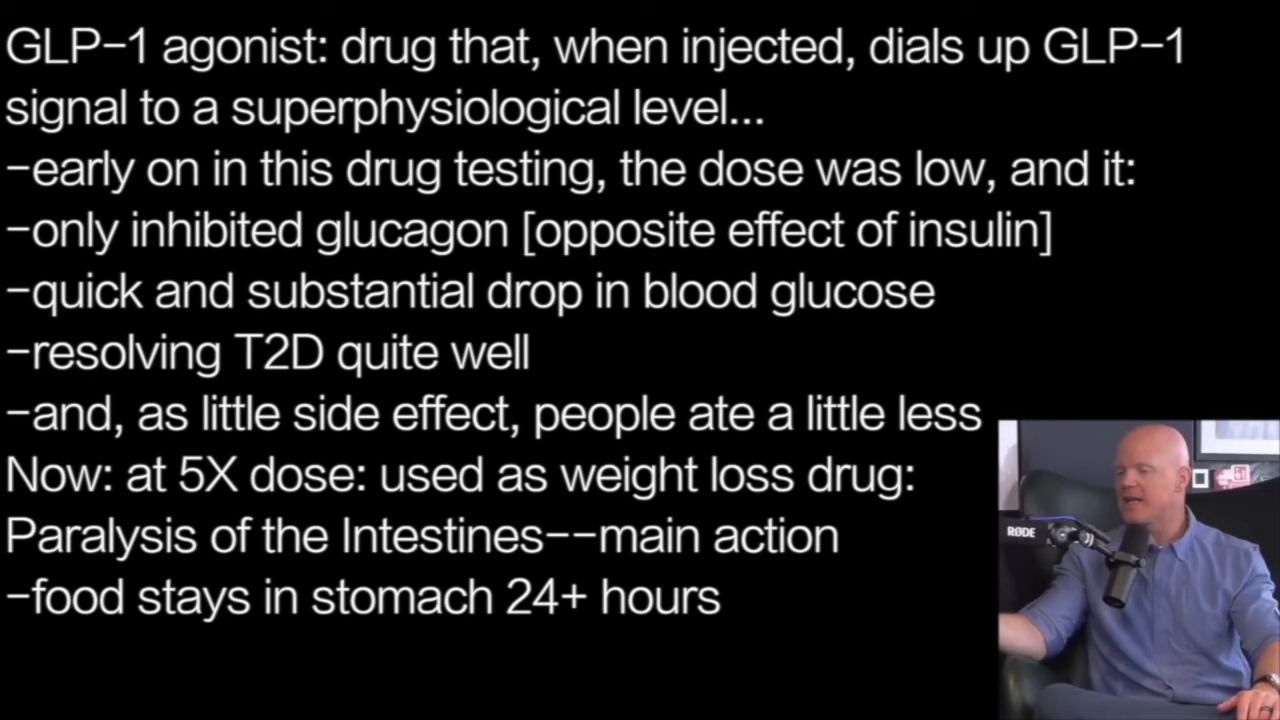 GLP-1 agonist: drug that, when injected, dials up GLP-1
signal to a superphysiological level...
-early on in this drug testing, the dose was low, and it:
-only inhibited glucagon [opposite effect of insulin]
-quick and substantial drop in blood glucose
-resolving T2D quite well
-and, as little side effect, people ate a little less
Now: at 5X dose: used as weight loss drug:
Paralysis of the Intestines--main action
-food stays in stomach 24+ hours
RØDE